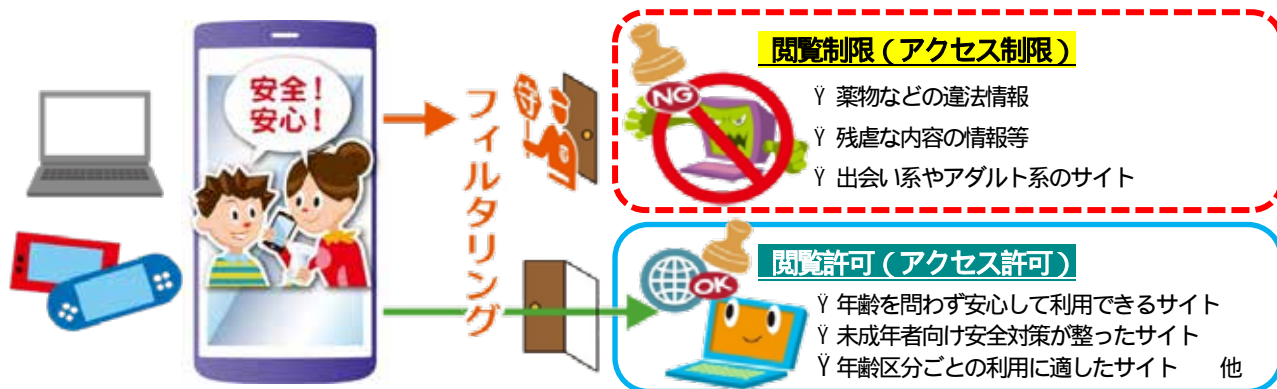 安全！
安心！
フィルタリング
NG
閲覧制限（アクセス制限）
Ÿ 薬物などの違法情報
Ÿ 残虐な内容の情報等
Ÿ 出会い系やアダルト系のサイト
OK
閲覧許可（アクセス許可）
Ÿ 年齢を問わず安心して利用できるサイト
Ÿ 未成年者向け安全対策が整ったサイト
Ÿ 年齢区分ごとの利用に適したサイト　他